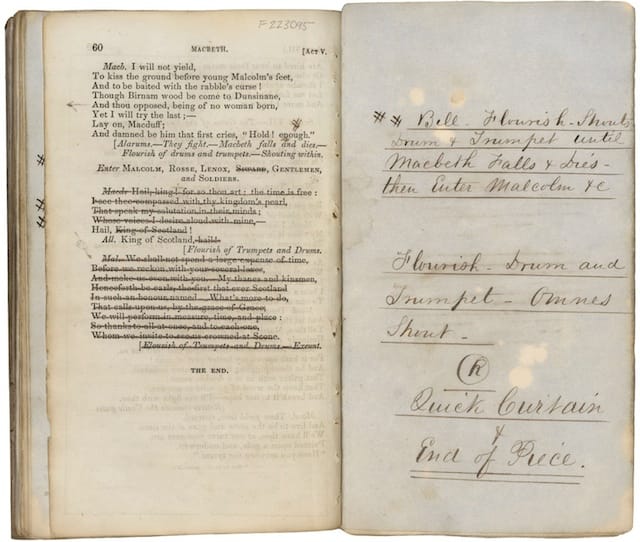 F 223095
60 MACBETH. [ACT V.
Mach. I will not yield,
To kiss the ground before young Malcolm's feet,
And to be baited with the rabble's curse!
Though Birnam wood be come to Dunsinane,
And thou opposed, being of no woman born,
Yet I will try the last;—
Lay on, Macduff;
And damned be him that first cries, "Hold! enough."
[Alarums.—They fight.—Macbeth falls and dies.—
Flourish of drums and trumpets.—Shouting within.
Enter MALCOLM, ROSSE, LENOX, SIWARD, GENTLEMEN,
and SOLDIERS.
Macd. Hail, king! for so thou art: the time is free:
I see thee compassed with thy kingdom's pearl,
That speak my salutation in their minds;
Whose voices I desire aloud with mine,—
Hail, King of Scotland!
All. King of Scotland, hail!
[Flourish of Trumpets and Drums.
Mal. We shall not spend a large expense of time,
Before we reckon with your several loves,
And make us even with you.—My thanes and kinsmen,
Henceforth be earls, the first that ever Scotland
In such an honour named. What's more to do,
That calls upon us, by the grace of Grace,
We will perform in measure, time, and place:
So thanks to all at once, and to each one,
Whom we invite to see us crowned at Scone.
[Flourish of Trumpets and Drums.—Exeunt.
THE END.
# # Bell - Flourish - Shouts
Drum & Trumpet until
Macbeth Falls & Dies -
then Enter Malcolm &c
Flourish - Drum and
Trumpet - Omnes
Shout -
R
Quick Curtain
&
End of Piece.